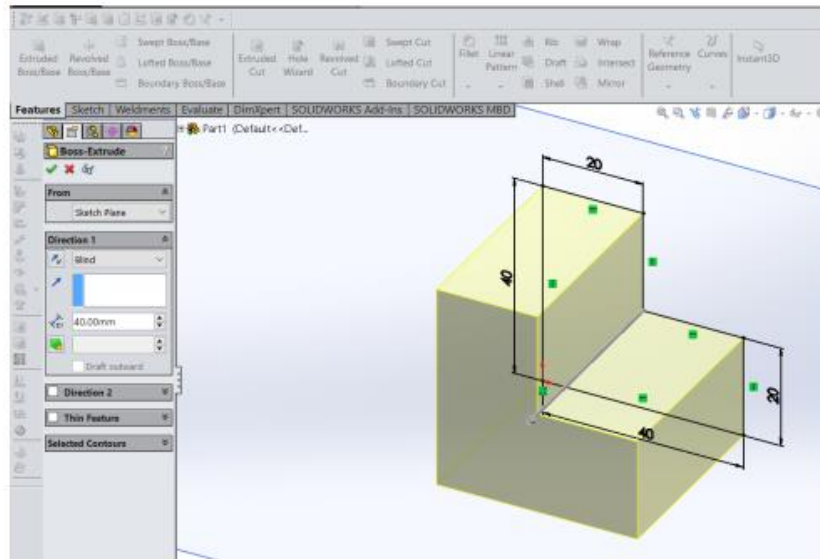 Extruded Boss/Base
Revolved Boss/Base
Swept Boss/Base
Lofted Boss/Base
Boundary Boss/Base
Extruded Cut
Hole Wizard
Revolved Cut
Swept Cut
Lofted Cut
Boundary Cut
Fillet
Linear Pattern
Rib
Draft
Shell
Wrap
Intersect
Mirror
Reference Geometry
Curves
Instant3D
Features
Sketch
Weldments
Evaluate
DimXpert
SOLIDWORKS Add-Ins
SOLIDWORKS MBD
Part1 (Default<<Def...
Boss-Extrude
?
From
Sketch Plane
Direction 1
Blind
40.00mm
Draft outward
Direction 2
Thin Feature
Selected Contours
20
40
20
40